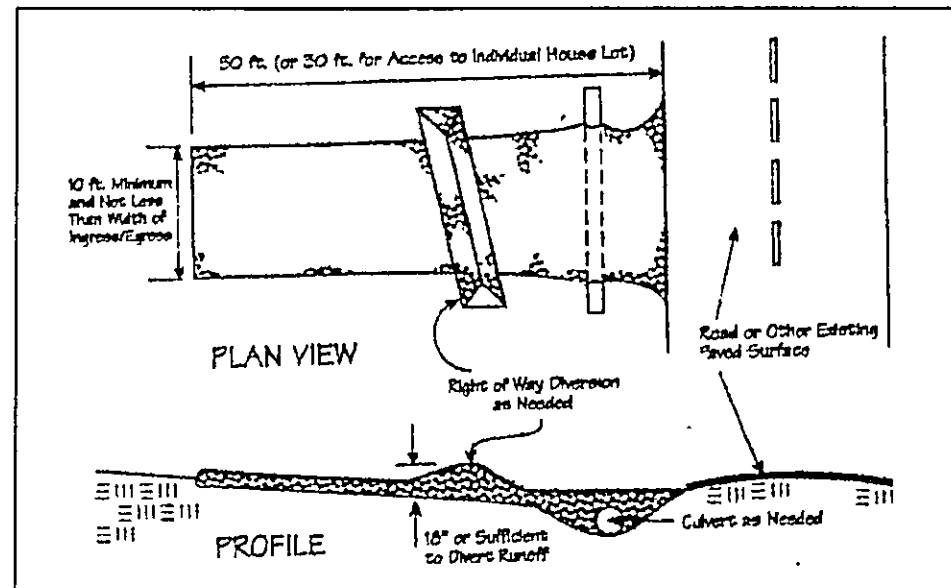 50 ft. (or 30 ft. for Access to Individual House Lot)
10 ft. Minimum
and Not Less
Than Width of
Ingress/Egress
PLAN VIEW
Road or Other Existing
Paved Surface
Right of Way Diversion
as Needed
Culvert as Needed
18" or Sufficient
to Divert Runoff
PROFILE